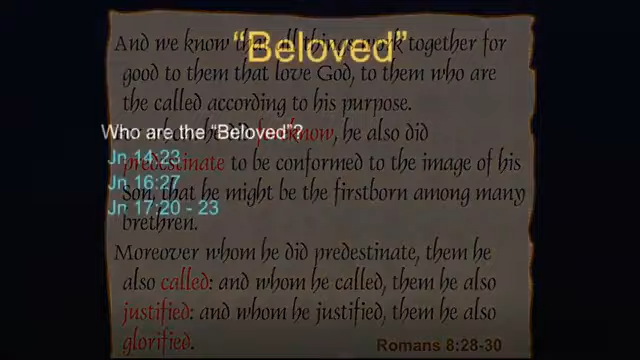 “Beloved”
And we know that all things work together for
good to them that love God, to them who are
the called according to his purpose.
Who are the “Beloved”?
foreknow, he also did
Jn 14:23
predestinate to be conformed to the image of his
Jn 16:27
Son, that he might be the firstborn among many
Jn 17:20 - 23
brethren.
Moreover whom he did predestinate, them he
also called: and whom he called, them he also
justified: and whom he justified, them he also
glorified.
Romans 8:28-30